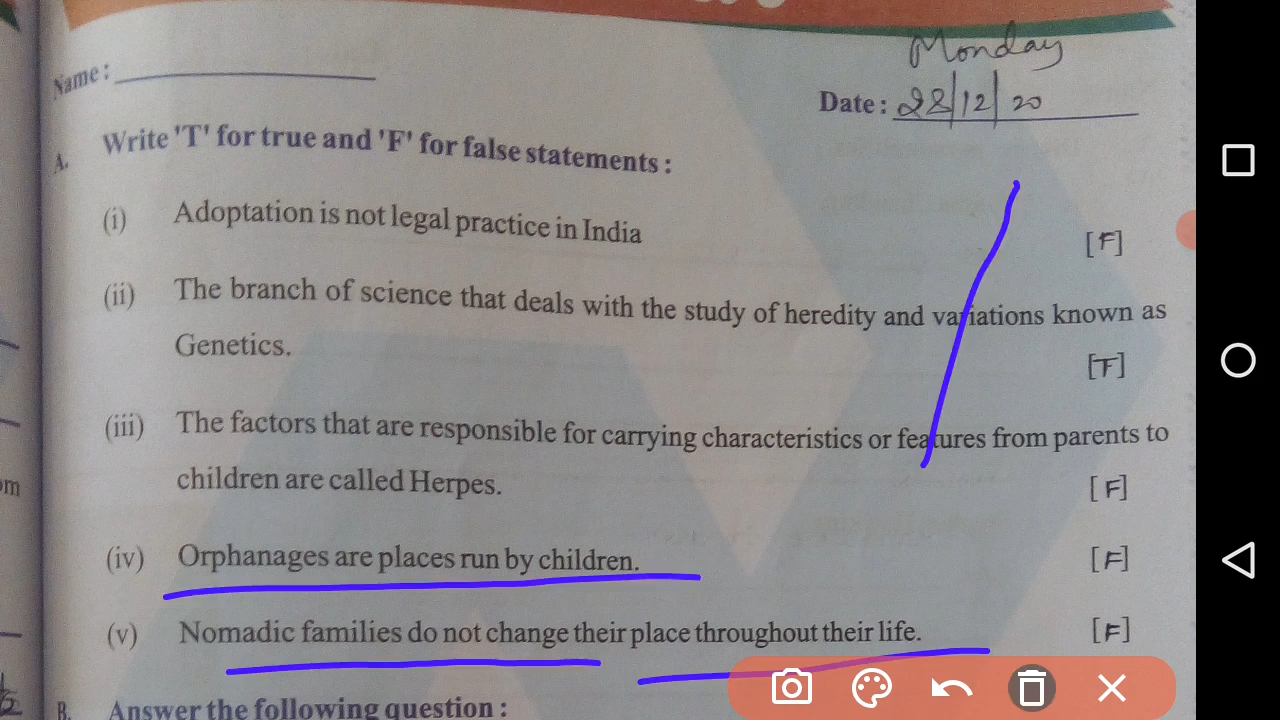 Monday
Name:
Date: 28/12/20
A. Write 'T' for true and 'F' for false statements :
(i) Adoptation is not legal practice in India
[F]
(ii) The branch of science that deals with the study of heredity and variations known as
Genetics.
[T]
(iii) The factors that are responsible for carrying characteristics or features from parents to
children are called Herpes.
[F]
(iv) Orphanages are places run by children. [F]
(v) Nomadic families do not change their place throughout their life. [F]
B. Answer the following question :